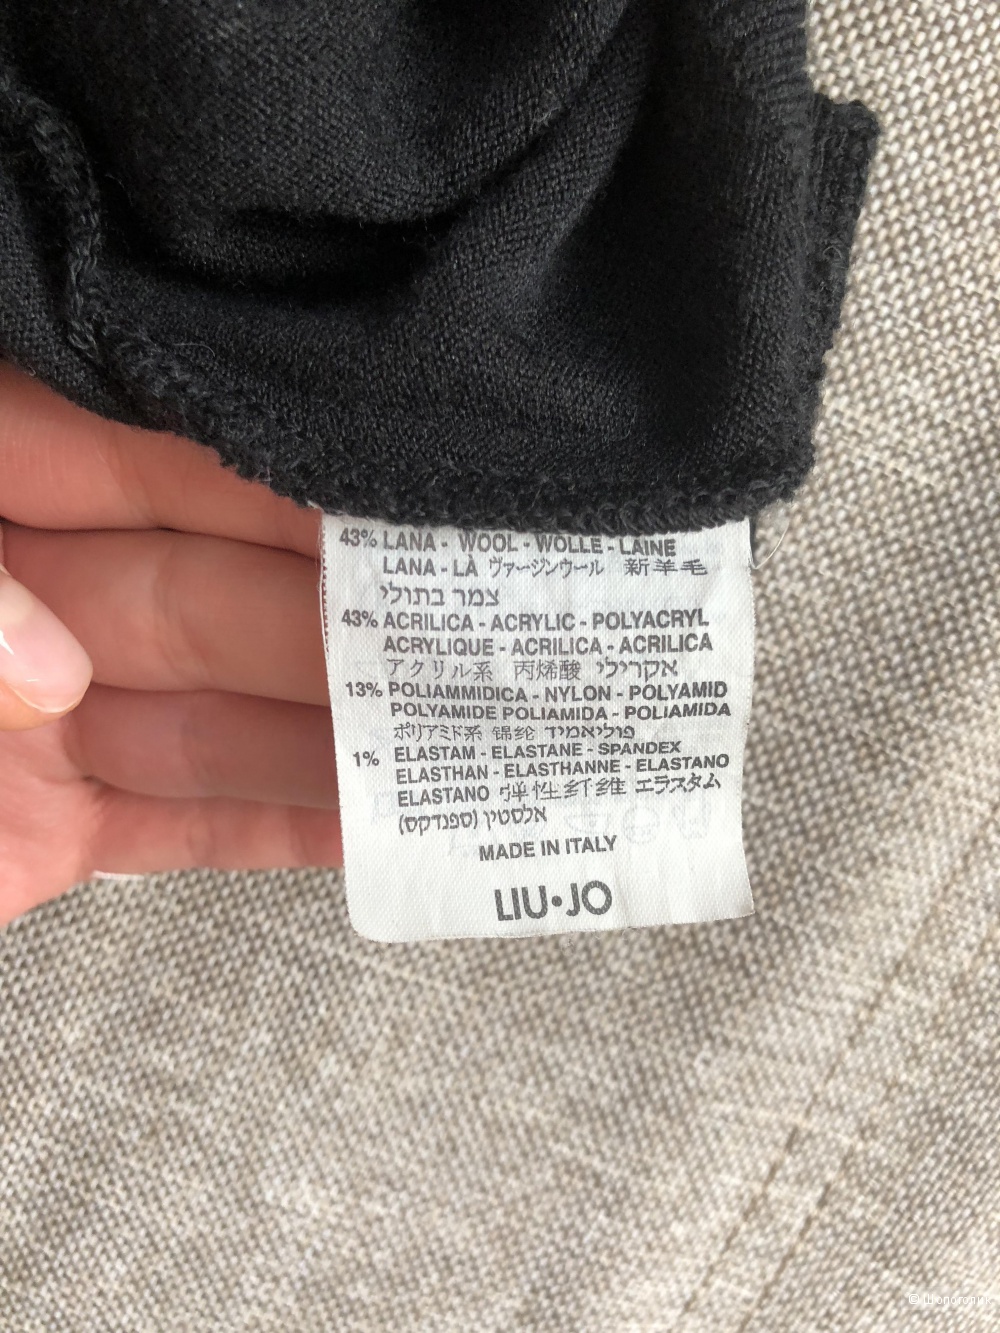 43% LANA - WOOL - WOLLE - LAINE
LANA - LÀ ヴァージンウール 新羊毛
צמר בתולי
43% ACRILICA - ACRYLIC - POLYACRYL
ACRYLIQUE - ACRILICA - ACRILICA
アクリル系 丙烯酸 אקרילי
13% POLIAMMIDICA - NYLON - POLYAMID
POLYAMIDE POLIAMIDA - POLIAMIDA
ポリアミド系 锦纶 פוליאמיד
1% ELASTAM - ELASTANE - SPANDEX
ELASTHAN - ELASTHANNE - ELASTANO
ELASTANO 弹性纤维 エラスタム
אלסטין (ספנדקס)
MADE IN ITALY
LIU·JO
© Шопоголик